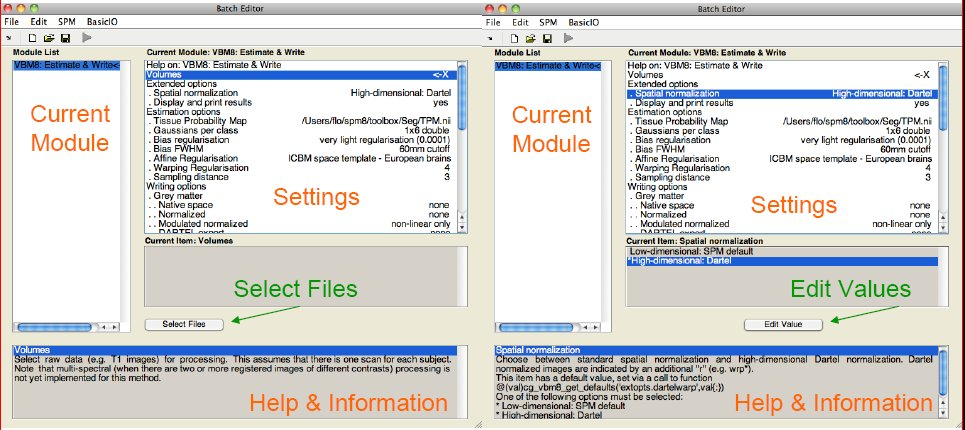 Batch Editor
File Edit SPM BasicIO
Module List
VBM8: Estimate & Write<
Current Module
Current Module: VBM8: Estimate & Write
Help on: VBM8: Estimate & Write
Volumes <-X
Extended options
. Spatial normalization High-dimensional: Dartel
. Display and print results yes
Estimation options
. Tissue Probability Map /Users/flo/spm8/toolbox/Seg/TPM.nii
. Gaussians per class 1x6 double
. Bias regularisation very light regularisation (0.0001)
. Bias FWHM 60mm cutoff
. Affine Regularisation ICBM space template - European brains
. Warping Regularisation 4
. Sampling distance 3
Writing options
. Grey matter
. . Native space none
. . Normalized none
. . Modulated normalized non-linear only
Settings
Current Item: Volumes
Select Files
Select Files
Volumes
Select raw data (e.g. T1 images) for processing. This assumes that there is one scan for each subject.
Note that multi-spectral (when there are two or more registered images of different contrasts) processing is
not yet implemented for this method.
Help & Information
Batch Editor
File Edit SPM BasicIO
Module List
VBM8: Estimate & Write<
Current Module
Current Module: VBM8: Estimate & Write
Help on: VBM8: Estimate & Write
Volumes <-X
Extended options
. Spatial normalization High-dimensional: Dartel
. Display and print results yes
Estimation options
. Tissue Probability Map /Users/flo/spm8/toolbox/Seg/TPM.nii
. Gaussians per class 1x6 double
. Bias regularisation very light regularisation (0.0001)
. Bias FWHM 60mm cutoff
. Affine Regularisation ICBM space template - European brains
. Warping Regularisation 4
. Sampling distance 3
Writing options
. Grey matter
. . Native space none
. . Normalized none
. . Modulated normalized non-linear only
Settings
Current Item: Spatial normalization
Low-dimensional: SPM default
*High-dimensional: Dartel
Edit Values
Edit Value
Spatial normalization
Choose between standard spatial normalization and high-dimensional Dartel normalization. Dartel
normalized images are indicated by an additional "r" (e.g. wrp*).
This item has a default value, set via a call to function
@(val)cg_vbm8_get_defaults('extopts.dartelwarp',val{:})
One of the following options must be selected:
* Low-dimensional: SPM default
* High-dimensional: Dartel
Help & Information